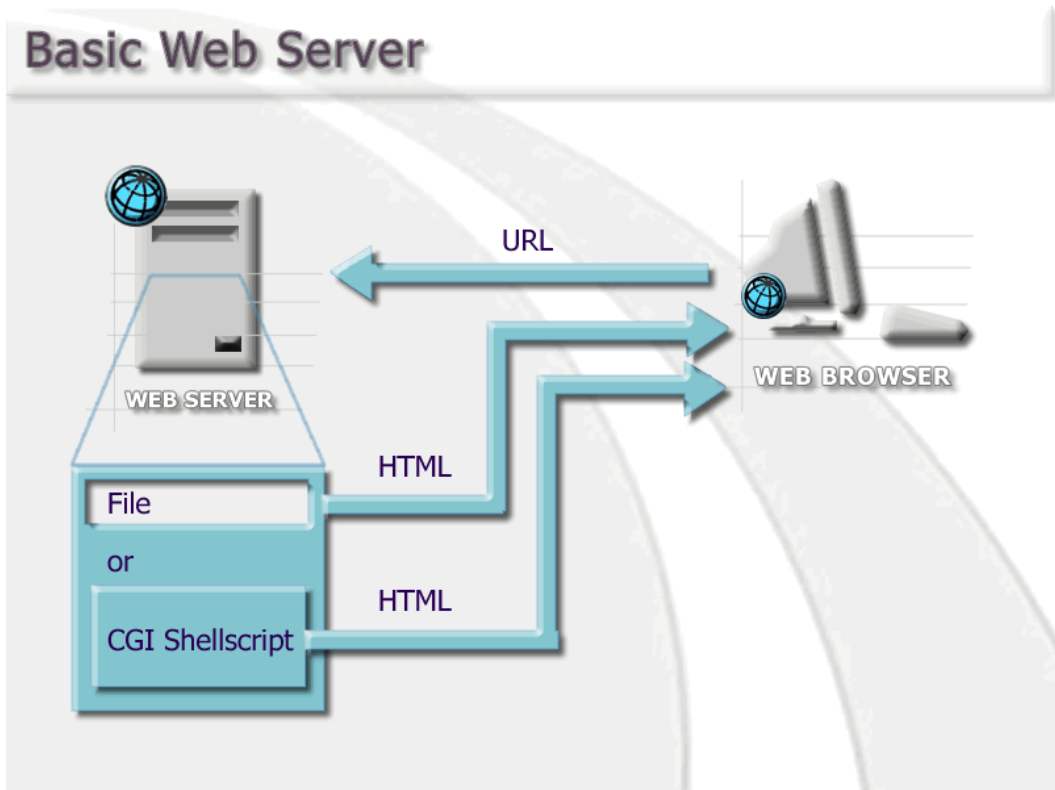 Basic Web Server
URL
WEB SERVER
WEB BROWSER
HTML
File
or
HTML
CGI Shellscript